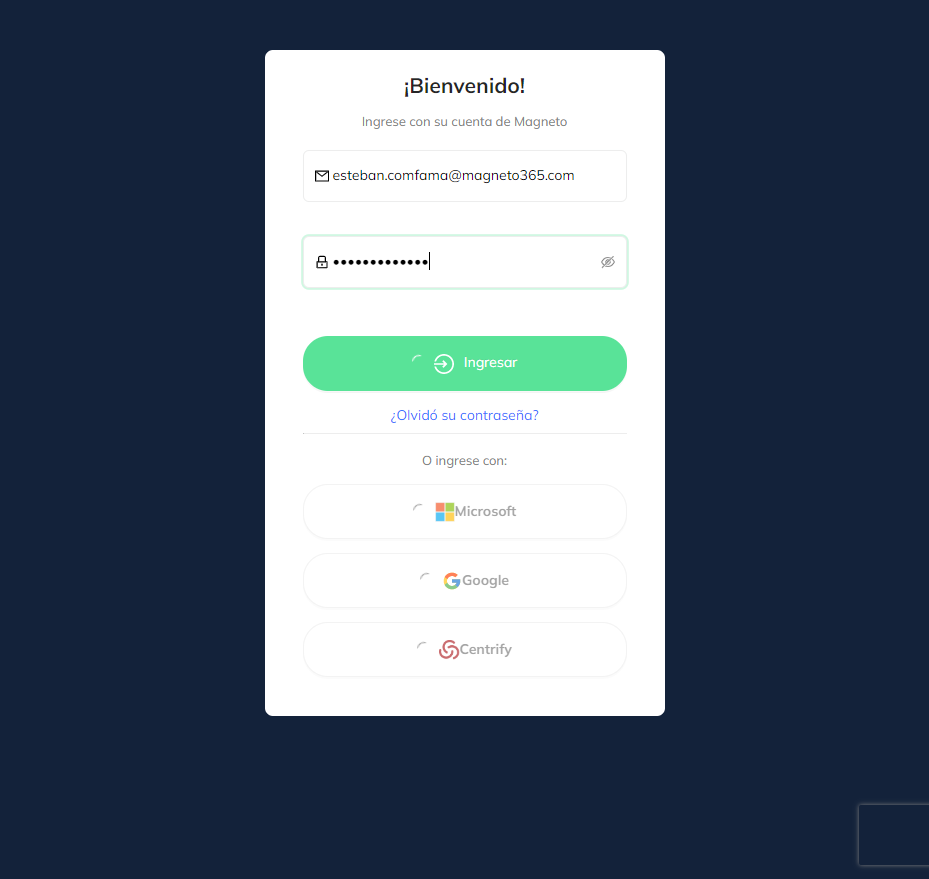 ¡Bienvenido!
Ingrese con su cuenta de Magneto
esteban.comfama@magneto365.com
•••••••••••••
Ingresar
¿Olvidó su contraseña?
O ingrese con:
Microsoft
Google
Centrify